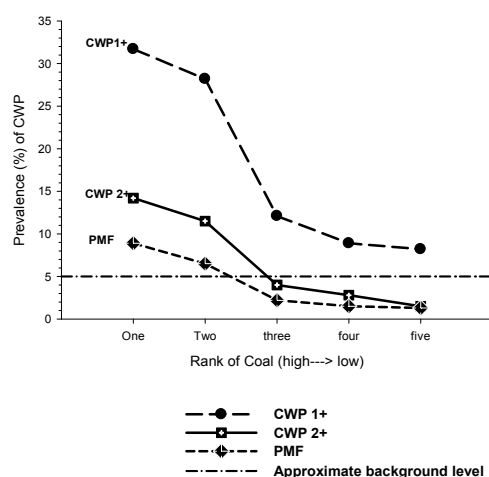 35
30
25
20
15
10
5
0
Prevalence (%) of CWP
CWP1+
CWP 2+
PMF
One Two three four five
Rank of Coal (high---> low)
CWP 1+
CWP 2+
PMF
Approximate background level